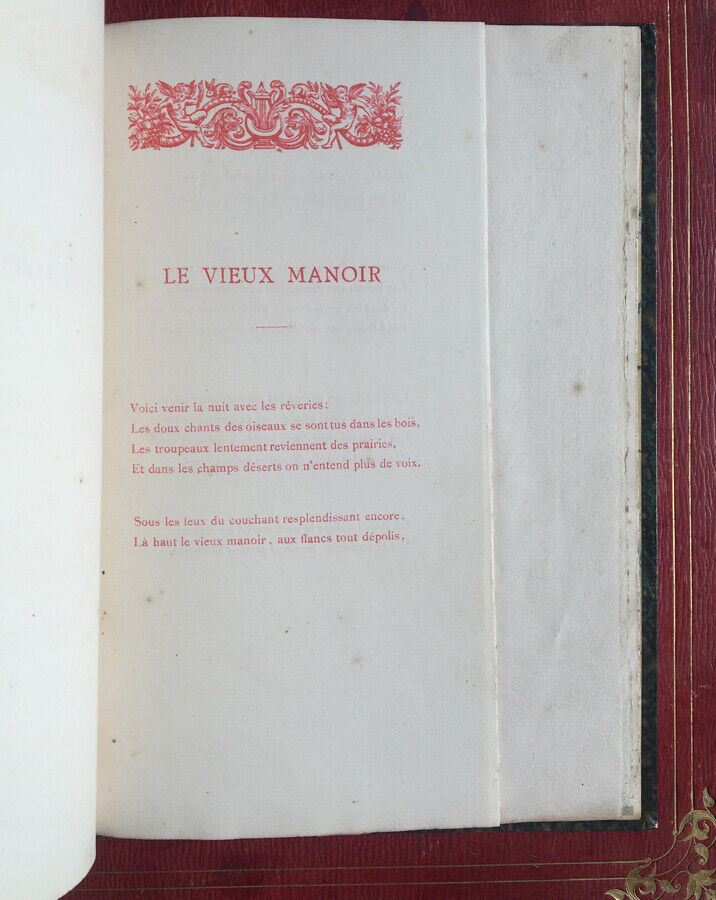 LE VIEUX MANOIR
Voici venir la nuit avec les rêveries;
Les doux chants des oiseaux se sont tus dans les bois,
Les troupeaux lentement reviennent des prairies,
Et dans les champs déserts on n'entend plus de voix.
Sous les feux du couchant resplendissant encore,
Là haut le vieux manoir, aux flancs tout dépolis,